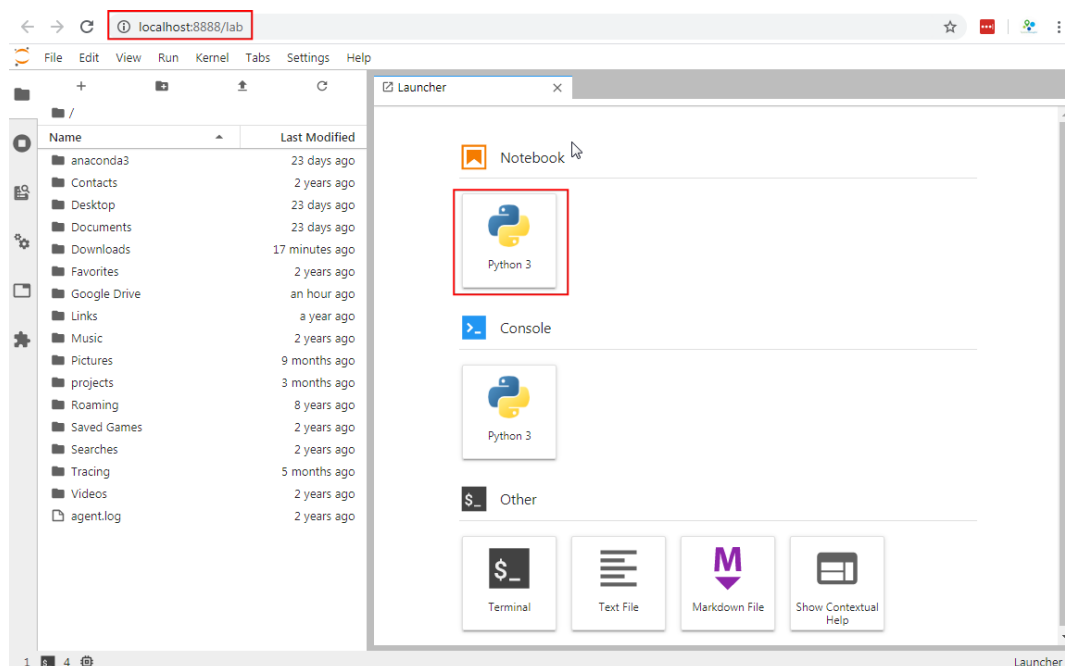 localhost:8888/lab
File Edit View Run Kernel Tabs Settings Help
Launcher
/
Name Last Modified
anaconda3 23 days ago
Contacts 2 years ago
Desktop 23 days ago
Documents 23 days ago
Downloads 17 minutes ago
Favorites 2 years ago
Google Drive an hour ago
Links a year ago
Music 2 years ago
Pictures 9 months ago
projects 3 months ago
Roaming 8 years ago
Saved Games 2 years ago
Searches 2 years ago
Tracing 5 months ago
Videos 2 years ago
agent.log 2 years ago
Notebook
Python 3
Console
Python 3
$_ Other
$_
Terminal
Text File
M
Markdown File
Show Contextual
Help
1 $_ 4 Launcher